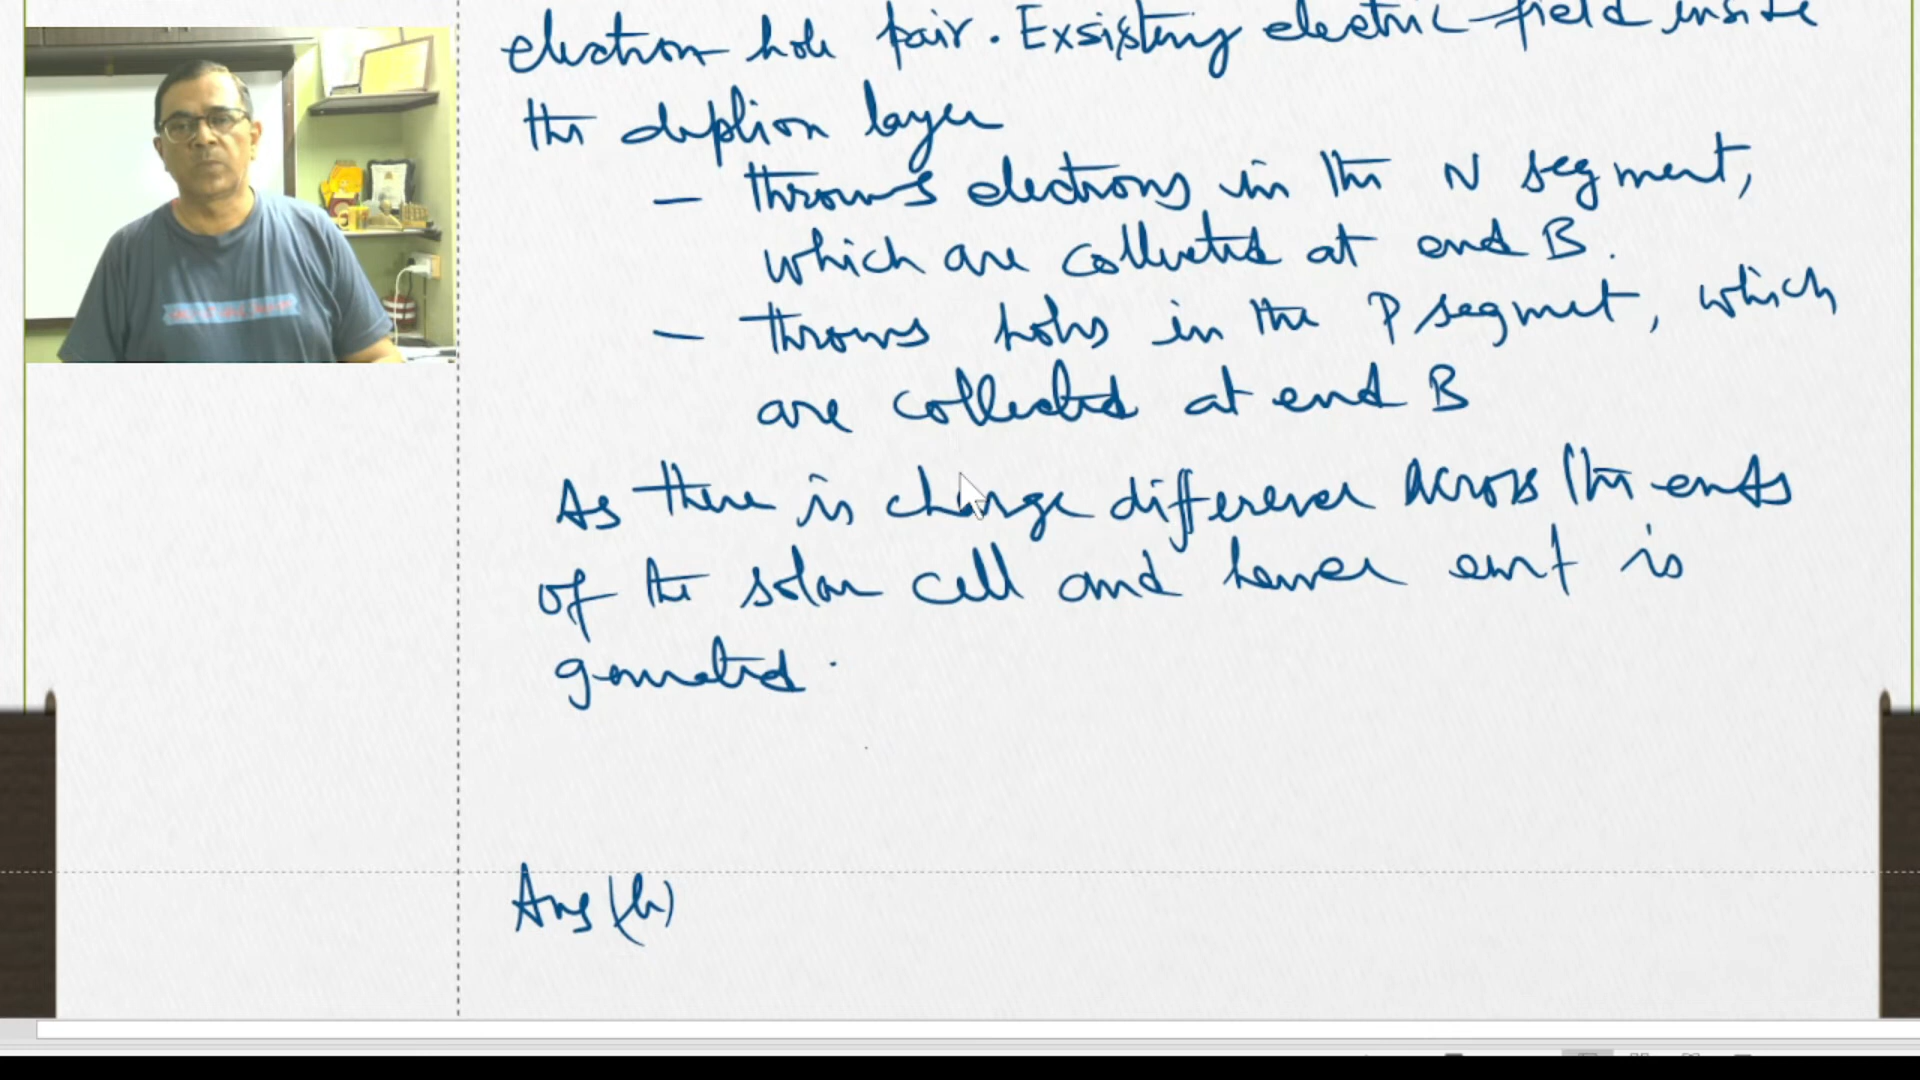 electron hole pair. Exsisting electric field inside
the depltion layer
– throws electrons in the N segment,
which are collected at end B.
– throws holes in the P segmet, which
are collected at end B
As there is charge difference across the ends
of the solar cell and hence emf is
generated.
Ans (b)